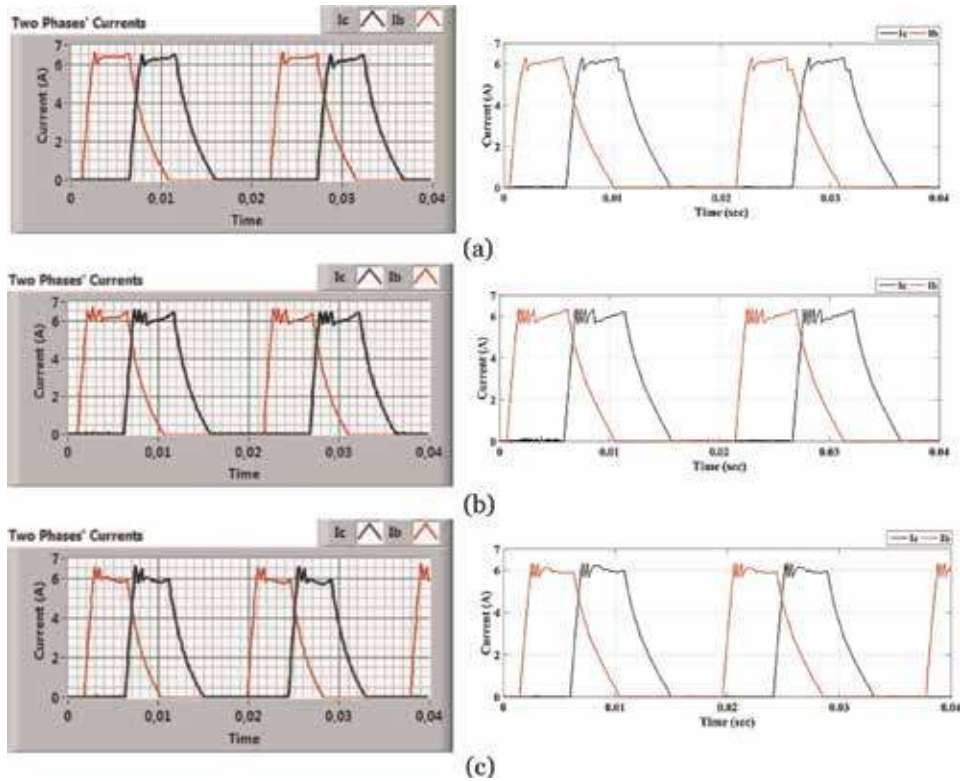 Two Phases' Currents
Ic Ib
7
6
4
2
0
Current (A)
0 0,01 0,02 0,03 0,04
Time
Ic Ib
7
6
4
2
0
Current (A)
0 0.01 0.02 0.03 0.04
Time (sec)
(a)
Two Phases' Currents
Ic Ib
7
6
4
2
0
Current (A)
0 0,01 0,02 0,03 0,04
Time
Ic Ib
7
6
4
2
0
Current (A)
0 0.01 0.02 0.03 0.04
Time (sec)
(b)
Two Phases' Currents
Ic Ib
7
6
4
2
0
Current (A)
0 0,01 0,02 0,03 0,04
Time
Ic Ib
7
6
4
2
0
Current (A)
0 0.01 0.02 0.03 0.04
Time (sec)
(c)